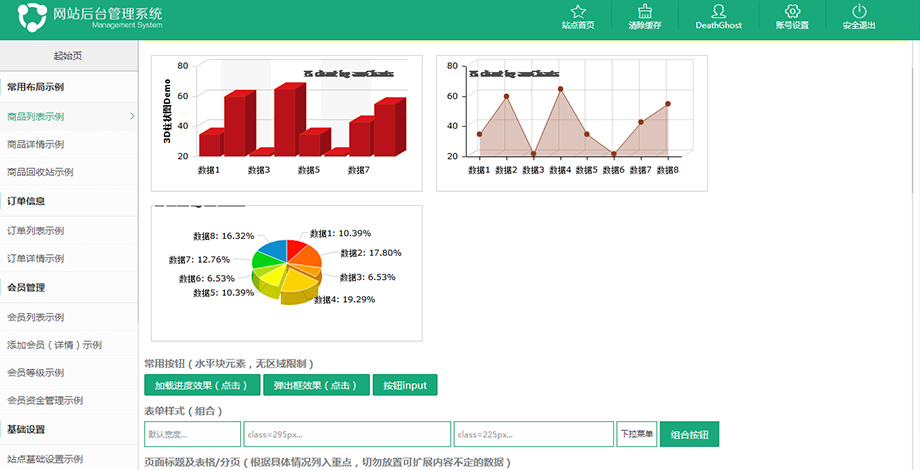 网站后台管理系统
Management System
站点首页
清除缓存
DeathGhost
账号设置
安全退出
起始页
常用布局示例
商品列表示例
商品详情示例
商品回收站示例
订单信息
订单列表示例
订单详情示例
会员管理
会员列表示例
添加会员（详情）示例
会员等级示例
会员资金管理示例
基础设置
站点基础设置示例
3D柱状图Demo
80
60
40
20
数据1 数据3 数据5 数据7
80
60
40
20
数据1 数据2 数据3 数据4 数据5 数据6 数据7 数据8
数据8: 16.32%
数据1: 10.39%
数据2: 17.80%
数据7: 12.76%
数据3: 6.53%
数据6: 6.53%
数据5: 10.39%
数据4: 19.29%
常用按钮（水平块元素，无区域限制）
加载进度效果（点击） 弹出框效果（点击） 按钮input
表单样式（组合）
默认宽度... class=295px... class=225px... 下拉菜单 组合按钮
页面标题及表格/分页（根据具体情况列入重点，切勿放置可扩展内容不定的数据）